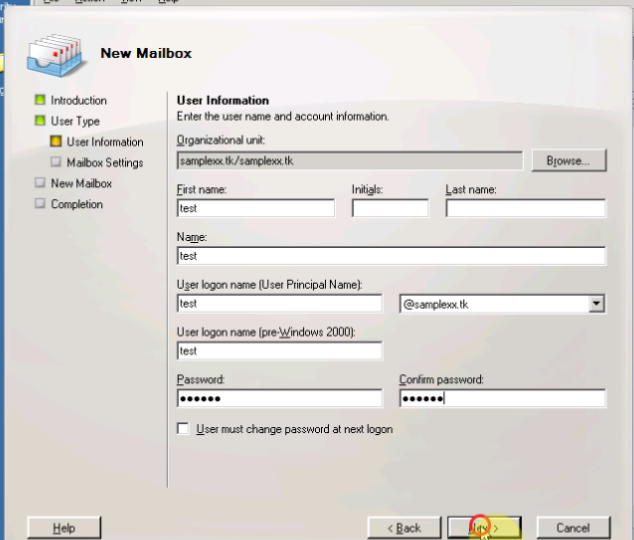 New Mailbox
Introduction
User Type
User Information
Mailbox Settings
New Mailbox
Completion
User Information
Enter the user name and account information.
Organizational unit:
samplexx.tk/samplexx.tk
Browse...
First name:
Initials:
Last name:
test
Name:
test
User logon name (User Principal Name):
test
@samplexx.tk
User logon name (pre-Windows 2000):
test
Password:
Confirm password:
●●●●●●
●●●●●●
User must change password at next logon
Help
< Back
Cancel